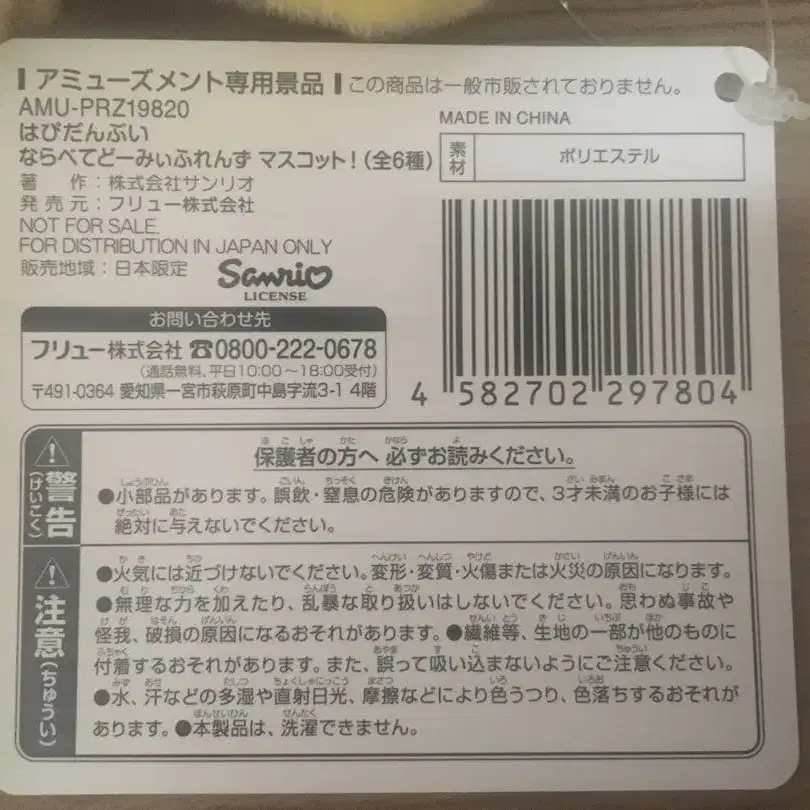 アミューズメント専用景品 この商品は一般市販されておりません。
AMU-PRZ19820
はぴだんぶい
ならべてどーみぃふれんず マスコット!(全6種)
著 作:株式会社サンリオ
発売元:フリュー株式会社
NOT FOR SALE.
FOR DISTRIBUTION IN JAPAN ONLY
販売地域:日本限定
Sanrio
LICENSE
MADE IN CHINA
素材 ポリエステル
4 582702 297804
お問い合わせ先
フリュー株式会社 ☎0800-222-0678
(通話無料、平日10:00~18:00受付)
〒491-0364 愛知県一宮市萩原町中島字流3-1 4階
警告(けいこく)
保護者の方へ 必ずお読みください。
●小部品があります。誤飲・窒息の危険がありますので、3才未満のお子様には
絶対に与えないでください。
注意(ちゅうい)
●火気には近づけないでください。変形・変質・火傷または火災の原因になります。
●無理な力を加えたり、乱暴な取り扱いはしないでください。思わぬ事故や
怪我、破損の原因になるおそれがあります。●繊維等、生地の一部が他のものに
付着するおそれがあります。また、誤って吸い込まないようにご注意ください。
●水、汗などの多湿や直射日光、摩擦などにより色うつり、色落ちするおそれが
あります。●本製品は、洗濯できません。